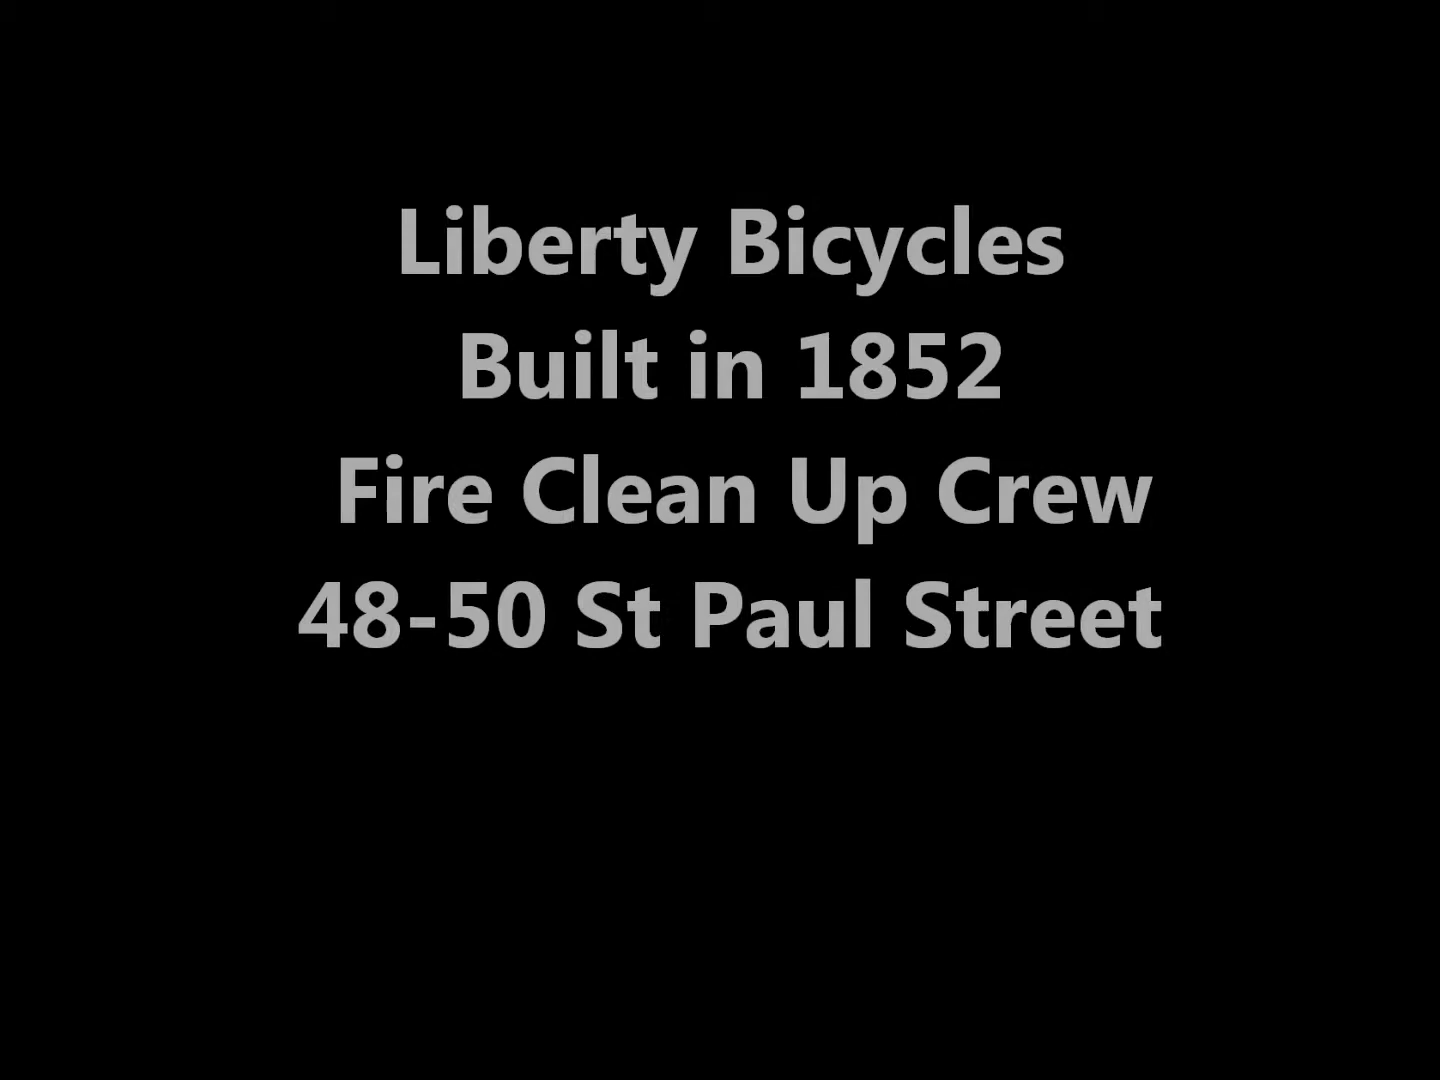 Liberty Bicycles
Built in 1852
Fire Clean Up Crew
48-50 St Paul Street